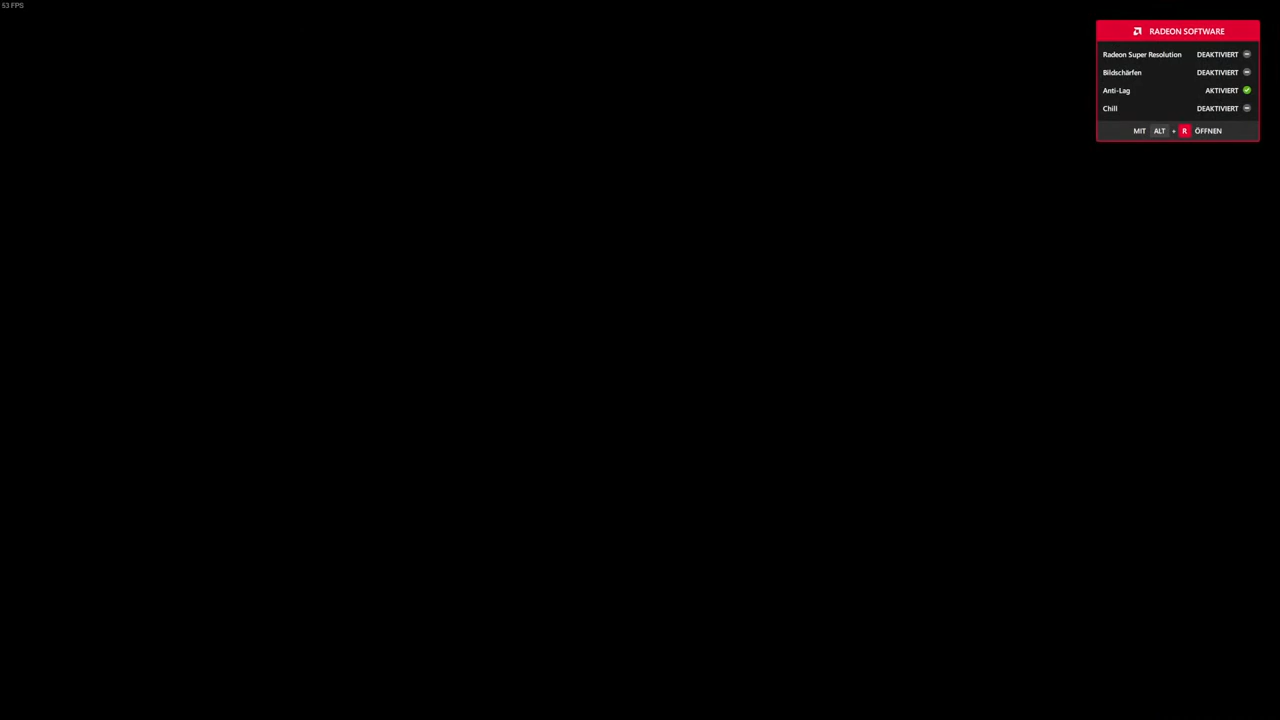 53 FPS
RADEON SOFTWARE
Radeon Super Resolution DEAKTIVIERT
Bildschärfen DEAKTIVIERT
Anti-Lag AKTIVIERT
Chill DEAKTIVIERT
MIT ALT + R ÖFFNEN